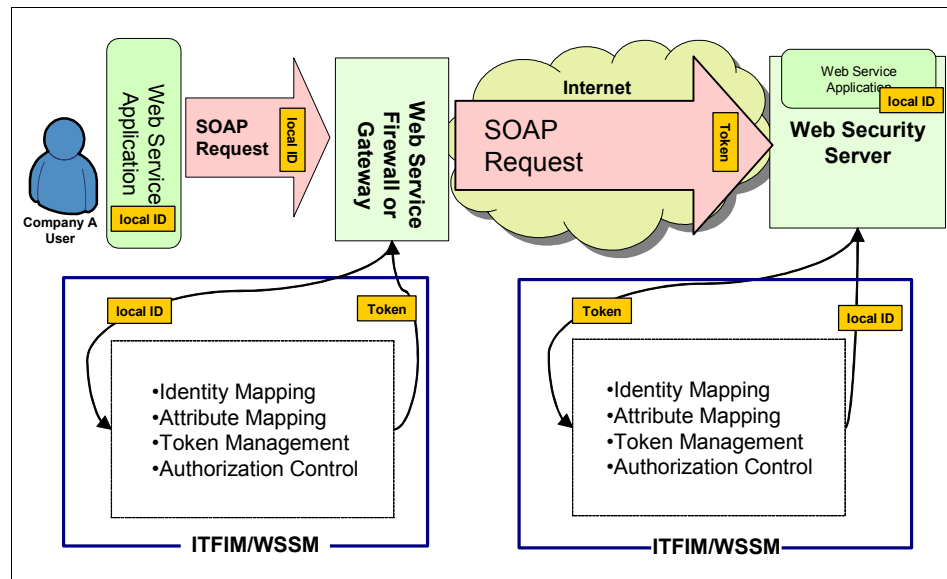 Company A
User
Web Service
Application
local ID
SOAP
Request
local ID
Web Service
Firewall or
Gateway
Internet
SOAP
Request
Token
Web Service
Application
local ID
Web Security
Server
local ID
Token
•Identity Mapping
•Attribute Mapping
•Token Management
•Authorization Control
ITFIM/WSSM
Token
local ID
•Identity Mapping
•Attribute Mapping
•Token Management
•Authorization Control
ITFIM/WSSM